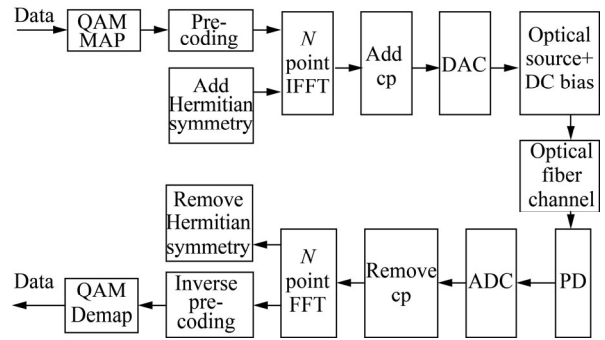 Data
QAM
MAP
Pre-
coding
Add
Hermitian
symmetry
N
point
IFFT
Add
cp
DAC
Optical
source+
DC bias
Optical
fiber
channel
PD
ADC
Remove
cp
N
point
FFT
Remove
Hermitian
symmetry
Inverse
pre-
coding
QAM
Demap
Data